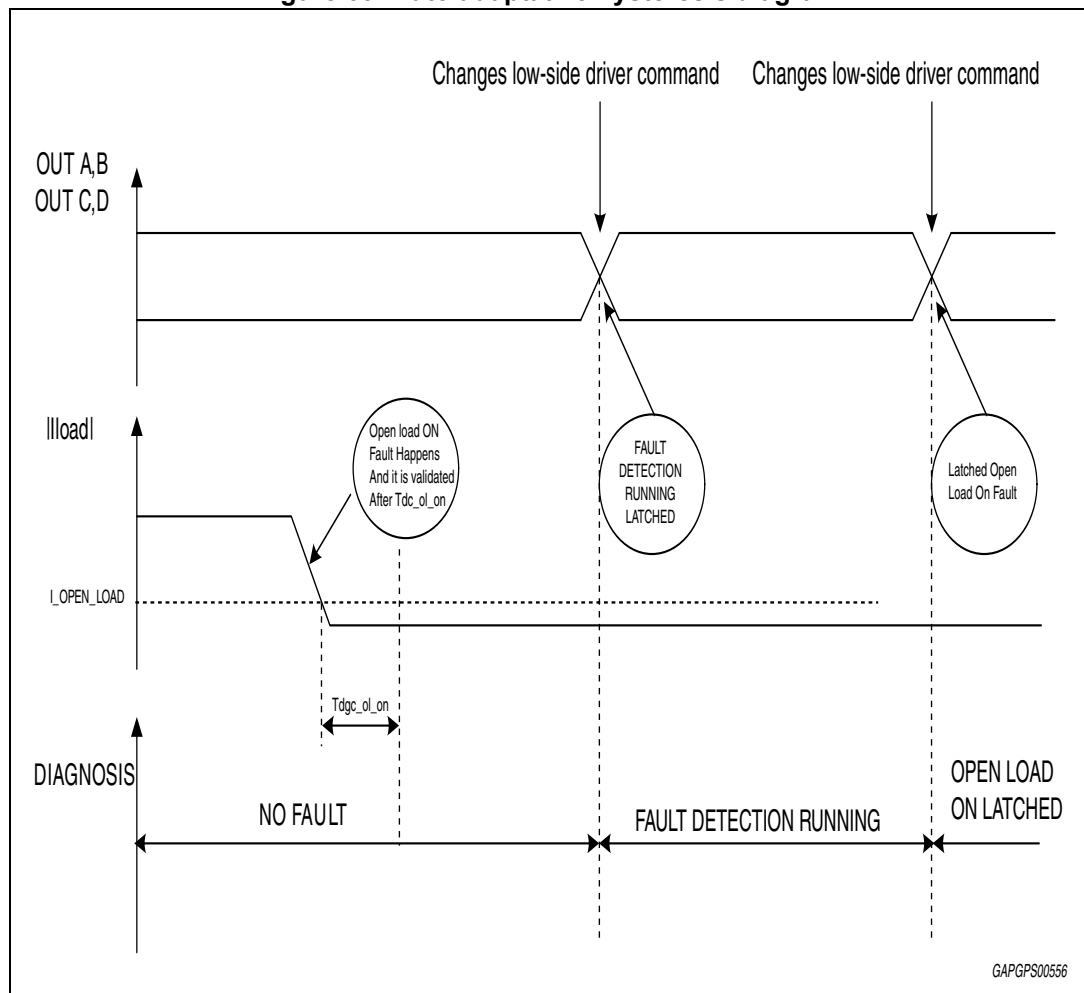 Changes low-side driver command
Changes low-side driver command
OUT A,B
OUT C,D
|Iload|
Open load ON
Fault Happens
And it is validated
After Tdc_ol_on
FAULT
DETECTION
RUNNING
LATCHED
Latched Open
Load On Fault
I_OPEN_LOAD
Tdgc_ol_on
DIAGNOSIS
NO FAULT
FAULT DETECTION RUNNING
OPEN LOAD
ON LATCHED
GAPGPS00556